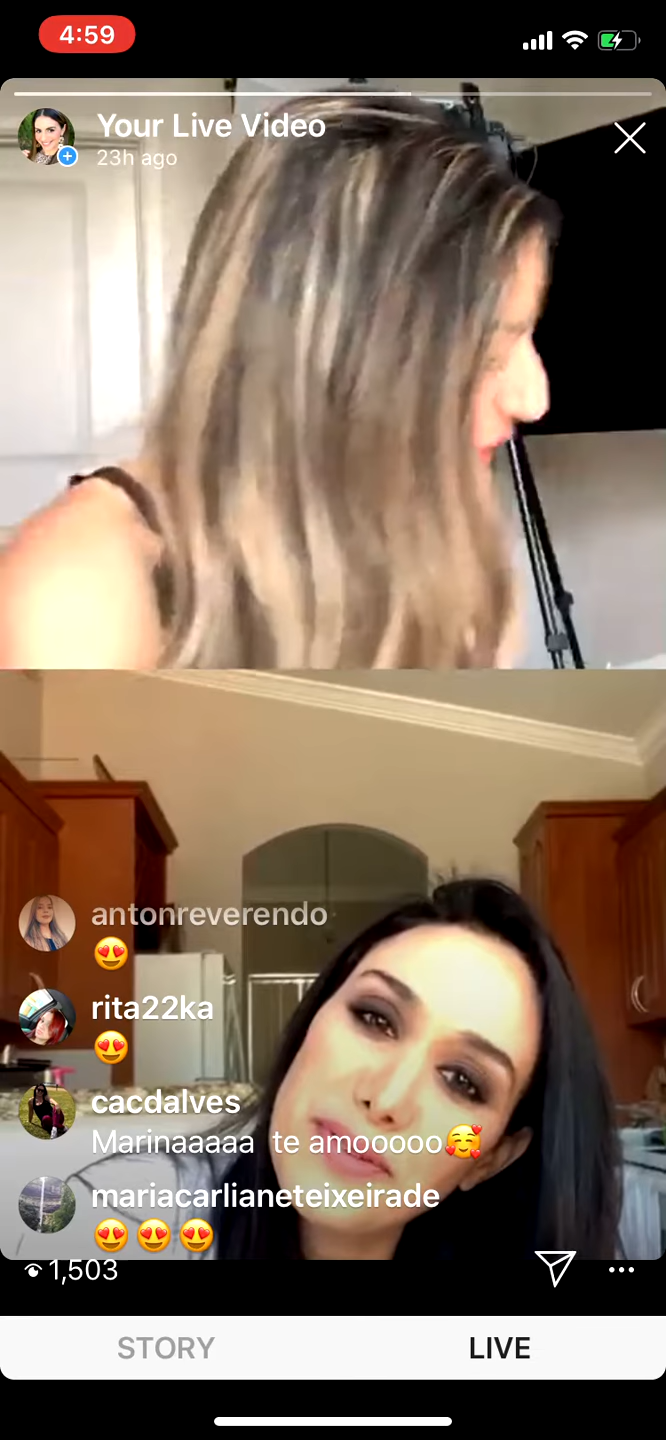 4:59
Your Live Video
23h ago
antonreverendo
😍
rita22ka
😍
cacdalves
Marinaaaaa te amooooo🥰
mariacarlianeteixeirade
😍😍😍
1,503
STORY
LIVE